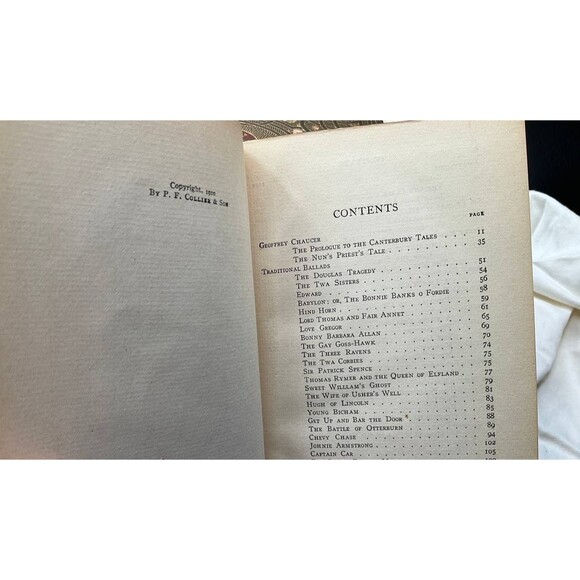 Copyright, 1910
By P. F. Collier & Son
CONTENTS
PAGE
Geoffrey Chaucer
The Prologue to the Canterbury Tales . . 11
The Nun's Priest's Tale . . . . . 35
Traditional Ballads
The Douglas Tragedy . . . . . 51
The Twa Sisters . . . . . 54
Edward . . . . . 56
Babylon: or, The Bonnie Banks o Fordie . . 58
Hind Horn . . . . . 59
Lord Thomas and Fair Annet . . . . . 61
Love Gregor . . . . . 65
Bonny Barbara Allan . . . . . 69
The Gay Goss-Hawk . . . . . 70
The Three Ravens . . . . . 74
The Twa Corbies . . . . . 75
Sir Patrick Spence . . . . . 75
Thomas Rymer and the Queen of Elfland . . 77
Sweet William's Ghost . . . . . 79
The Wife of Usher's Well . . . . . 81
Hugh of Lincoln . . . . . 83
Young Bicham . . . . . 85
Get Up and Bar the Door . . . . . 88
The Battle of Otterburn . . . . . 89
Chevy Chase . . . . . 94
Johnie Armstrong . . . . . 102
Captain Car . . . . . 105
109